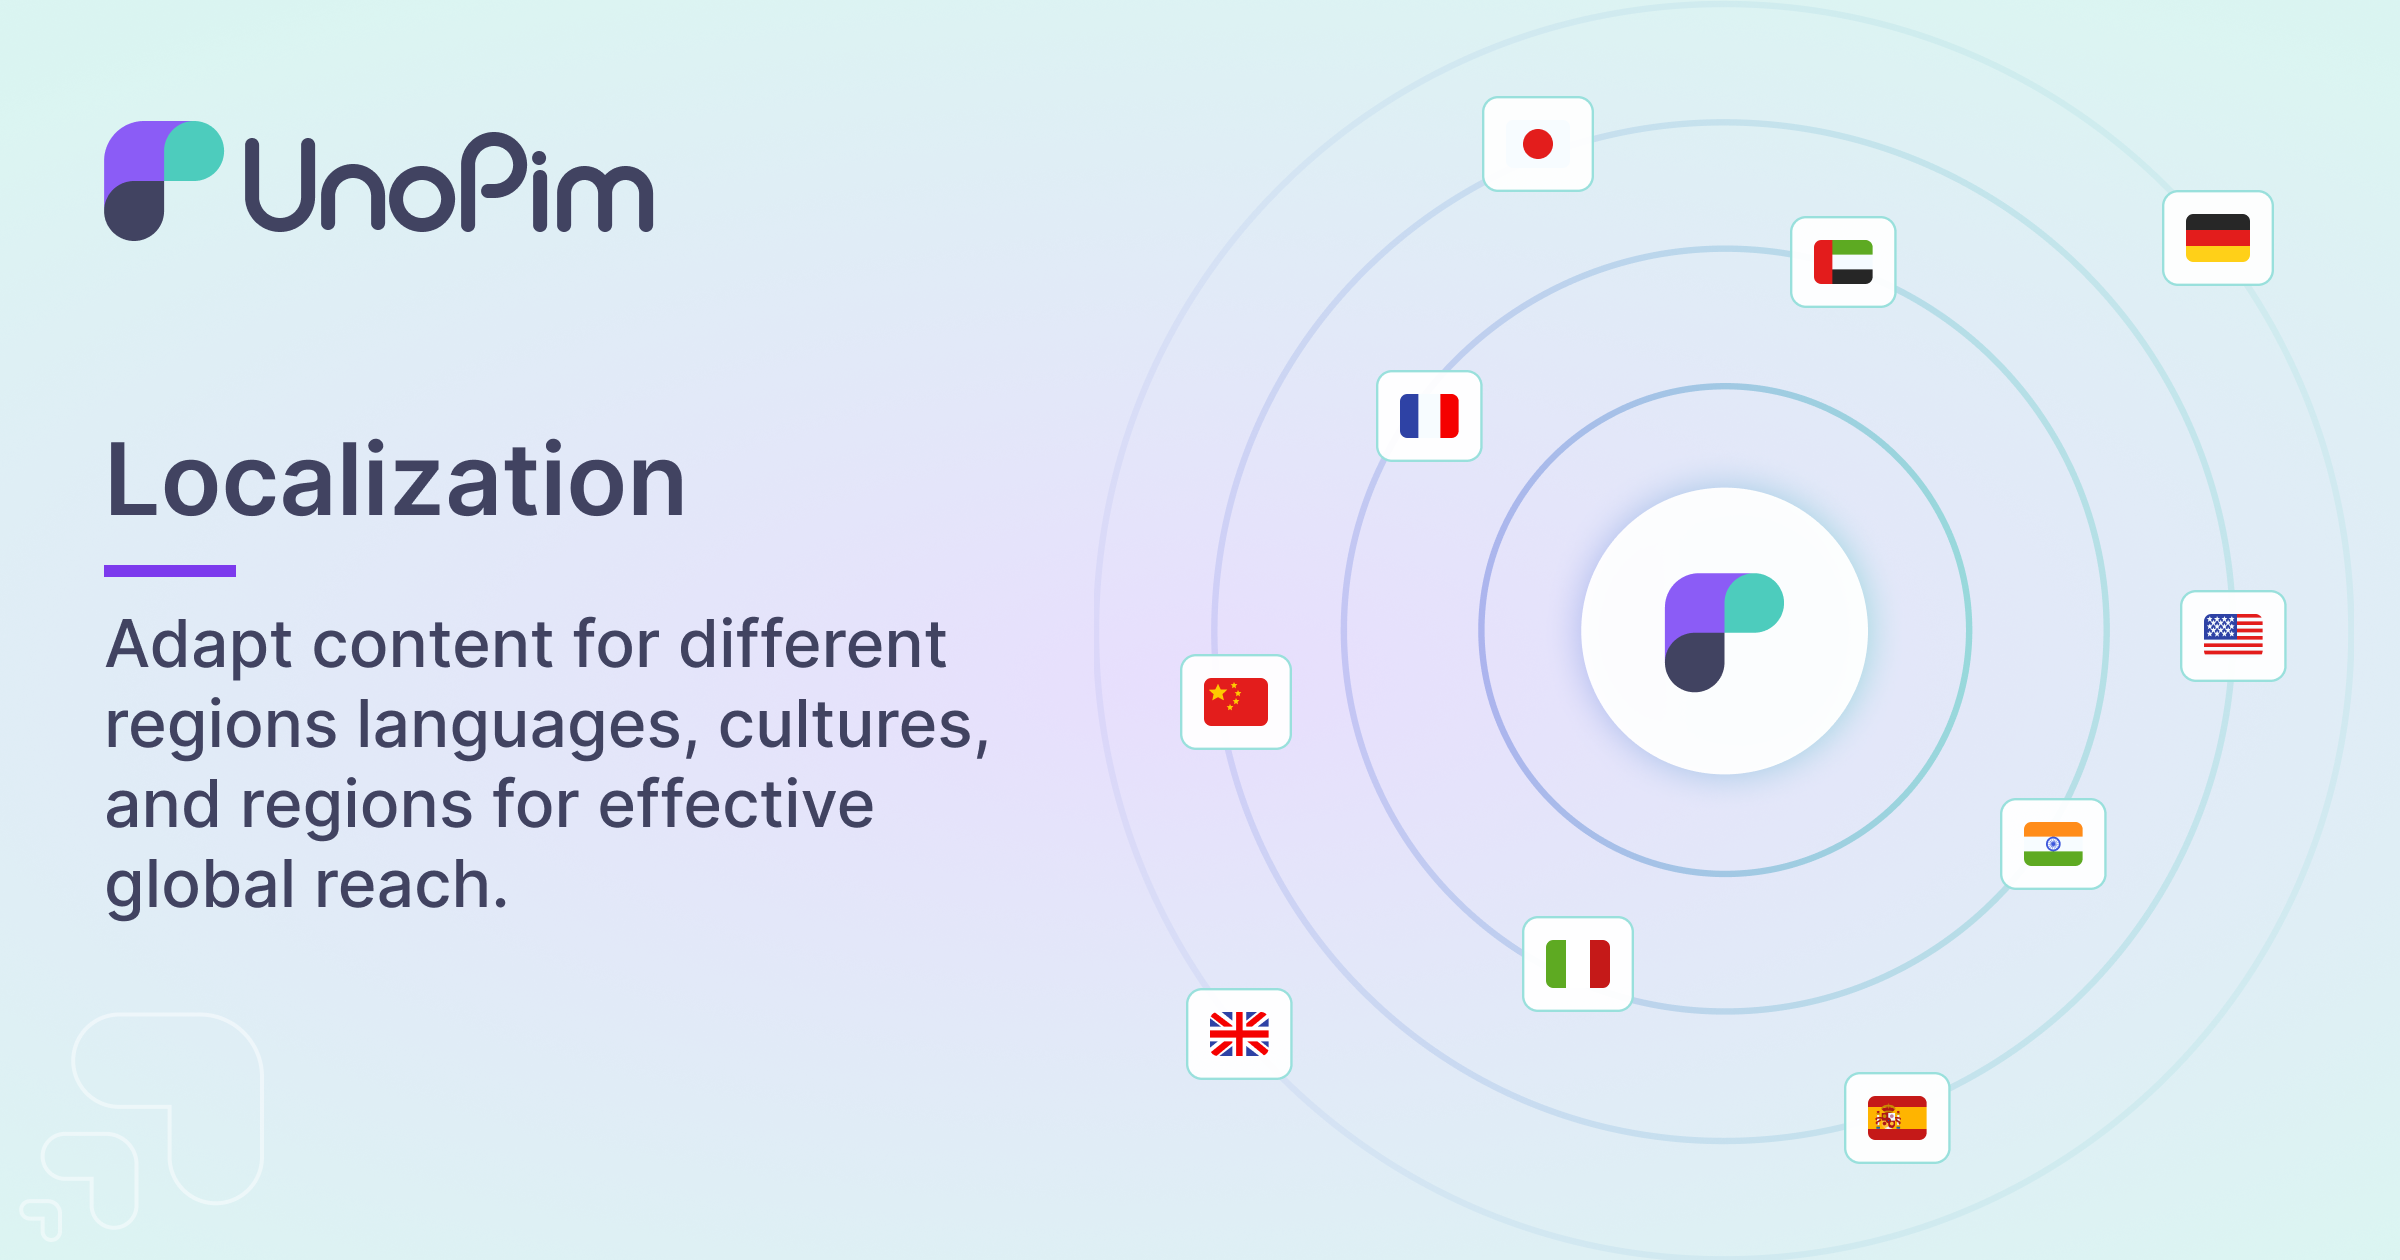 UnoPim
Localization
Adapt content for different
regions languages, cultures,
and regions for effective
global reach.